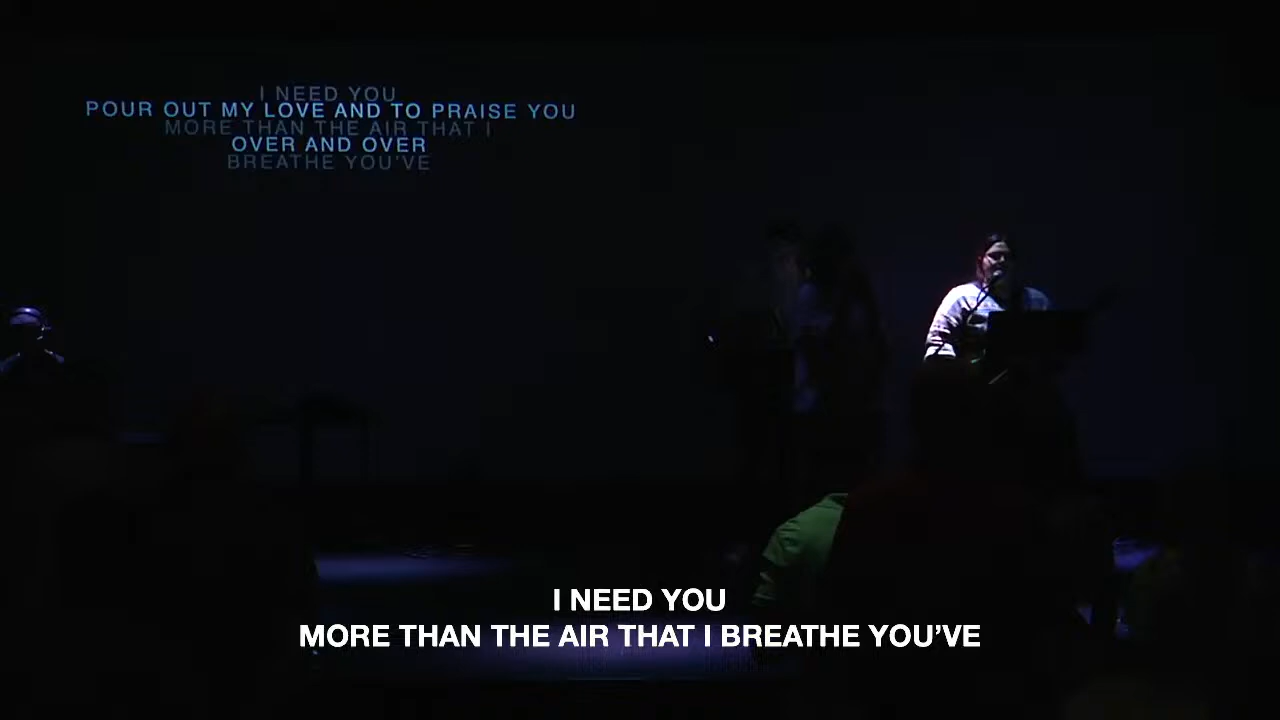 I NEED YOU
POUR OUT MY LOVE AND TO PRAISE YOU
MORE THAN THE AIR THAT I
OVER AND OVER
BREATHE YOU'VE
I NEED YOU
MORE THAN THE AIR THAT I BREATHE YOU’VE